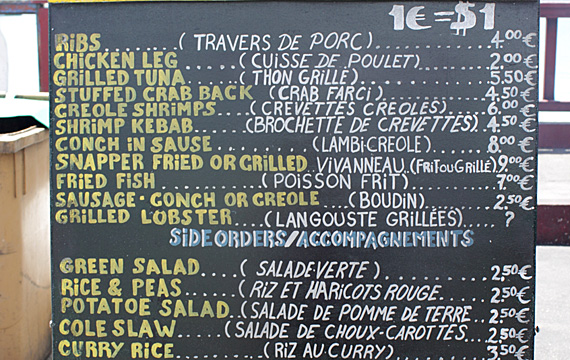 1€=$1
RiBS......(TRAVERS DE PORC)..................4.00€
CHICKEN LEG......(CUISSE DE POULET)........2.00€
GRILLED TUNA......(THON GRILLÉ)............5.50€
STUFFED CRAB BACK...(CRAB FARCi)..........4.50€
CREOLE SHRiMPS....(CREVETTES CREOLES)......6.00€
SHRiMP KEBAB......(BROCHETTE DE CREVETTES).4.50€
CONCH IN SAUSE.........(LAMBi-CREOLE)......8.00€
SNAPPER FRIED OR GRILLED VIVANNEAU.(FRiTouGRiLLÉ)9.00€
FRIED FISH...........(POISSON FRIT)........7.00€
SAUSAGE-CONCH OR CREOLE...(BOUDIN).........2.50€
GRILLED LOBSTER....(LANGOUSTE GRILLÉES)....?
SIDE ORDERS/ACCOMPAGNEMENTS
GREEN SALAD....(SALADE VERTE)..............2.50€
RICE & PEAS.......(RIZ ET HARICOTS ROUGE...2.50€
POTATOE SALAD..(SALADE DE POMME DE TERRE...2.50€
COLE SLAW.....(SALADE DE CHOUX-CAROTTES....2.50€
CURRY RICE........(RIZ AU CURRY)...........3.50€